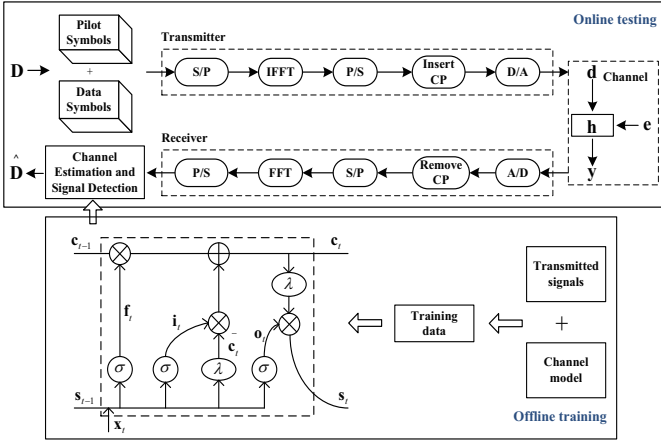 Online testing
Pilot Symbols
+
Data Symbols
D
Transmitter
S/P
IFFT
P/S
Insert CP
D/A
d
Channel
h
e
y
Receiver
D̂
Channel Estimation and Signal Detection
P/S
FFT
S/P
Remove CP
A/D
c_{t-1}
c_t
λ
f_t
i_t
c̄_t
o_t
σ
σ
λ
σ
s_{t-1}
x_t
s_t
Training data
Transmitted signals
+
Channel model
Offline training